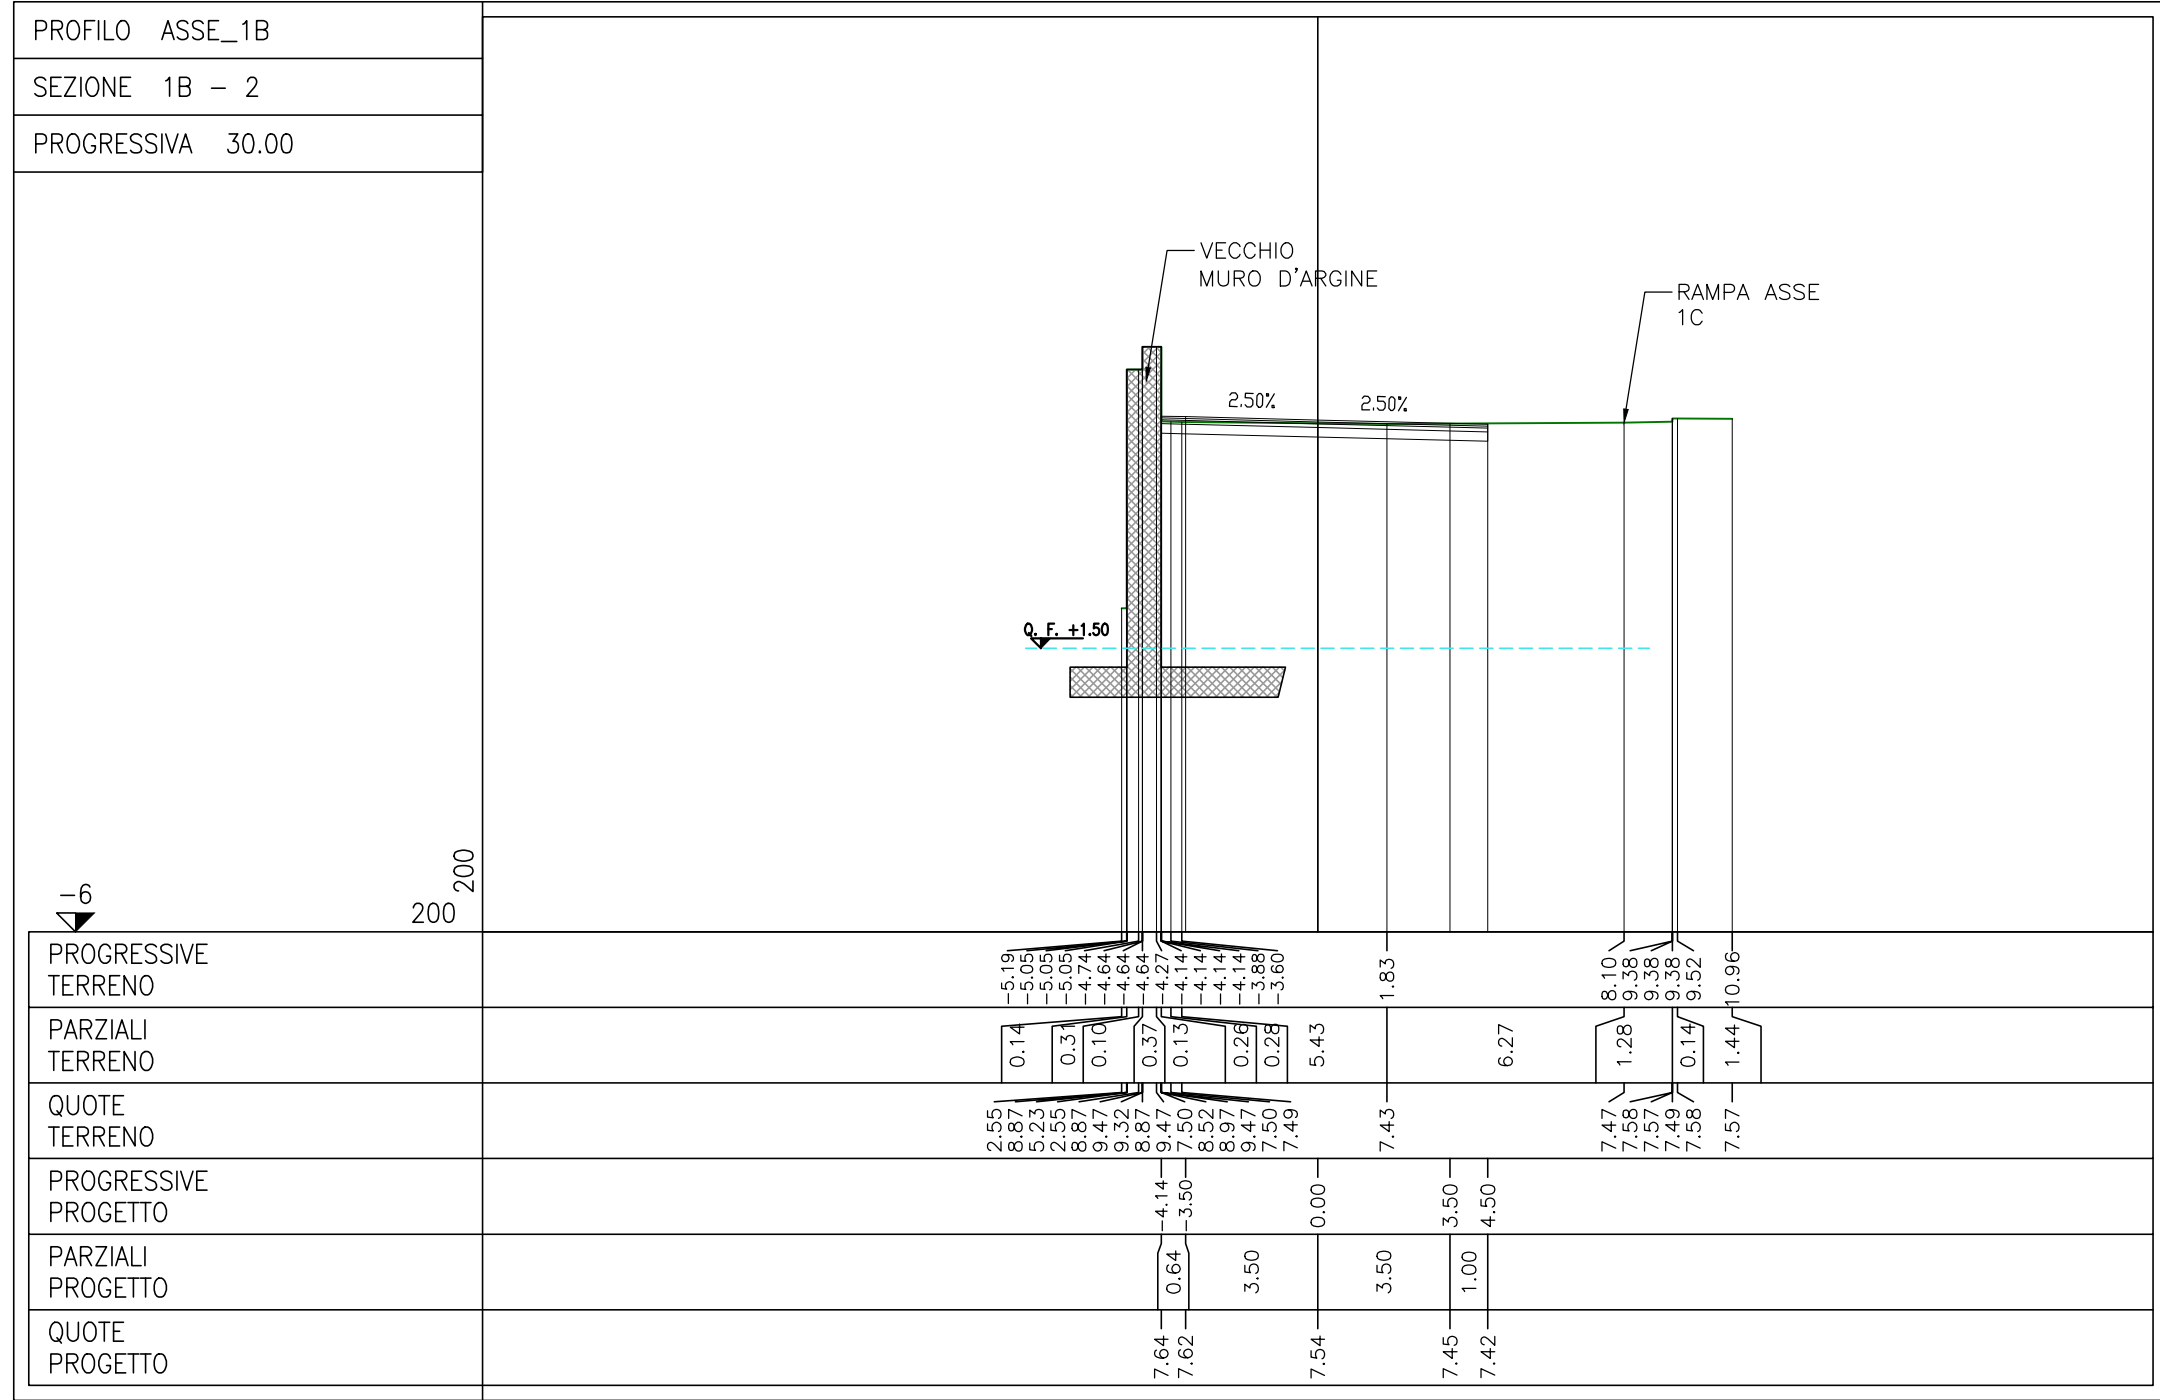 PROFILO ASSE_1B
SEZIONE 1B - 2
PROGRESSIVA 30.00
VECCHIO
MURO D'ARGINE
RAMPA ASSE
1C
2.50% 2.50%
Q. F. +1.50
-6
200
200
PROGRESSIVE
TERRENO
-5.19 -5.05 -5.05 -5.05 -4.74 -4.64 -4.64 -4.64 -4.27 -4.14 -4.14 -4.14 -4.14 -3.88 -3.60 1.83 8.10 9.38 9.38 9.38 9.52 10.96
PARZIALI
TERRENO
0.14 0.31 0.10 0.37 0.13 0.26 0.28 5.43 6.27 1.28 0.14 1.44
QUOTE
TERRENO
2.55 8.87 5.23 2.55 8.87 9.47 9.32 8.87 9.47 7.50 8.52 8.97 9.47 7.50 7.49 7.43 7.47 7.58 7.57 7.49 7.58 7.57
PROGRESSIVE
PROGETTO
-4.14 -3.50 0.00 3.50 4.50
PARZIALI
PROGETTO
0.64 3.50 3.50 1.00
QUOTE
PROGETTO
7.64 7.62 7.54 7.45 7.42